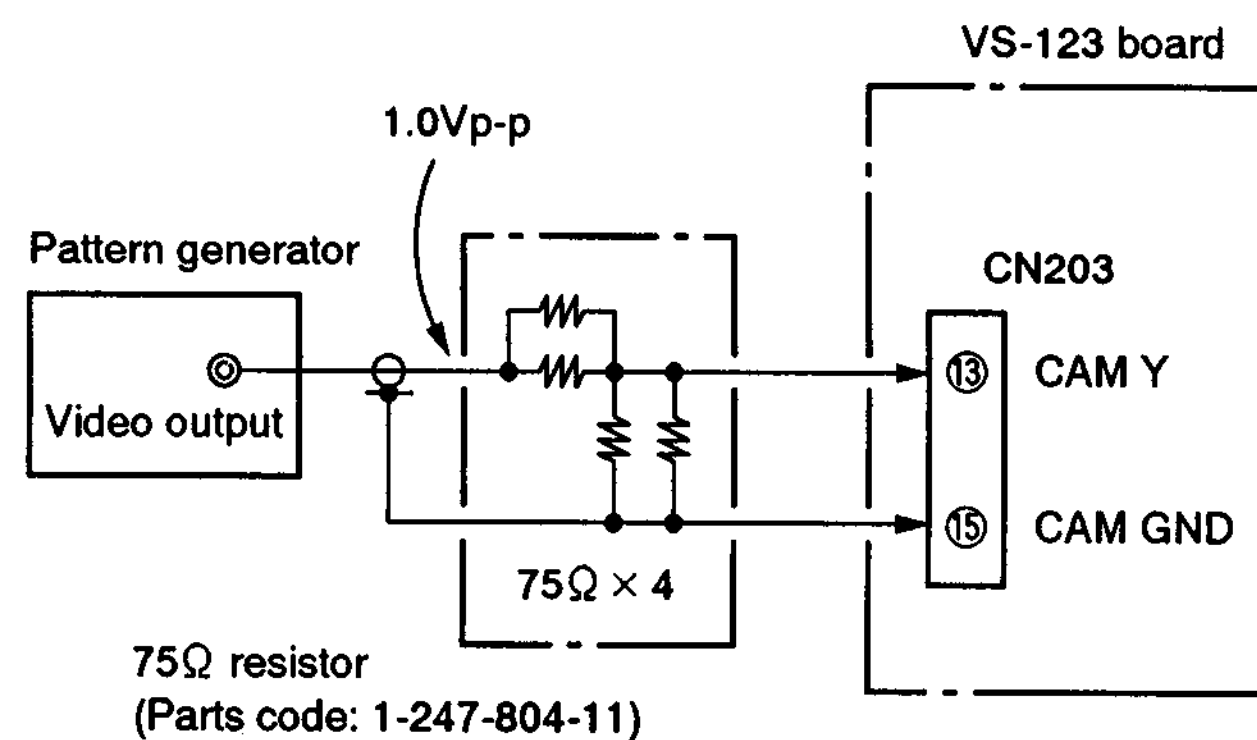 VS-123 board
1.0Vp-p
Pattern generator
CN203
Video output
⑬ CAM Y
⑮ CAM GND
75Ω × 4
75Ω resistor
(Parts code: 1-247-804-11)